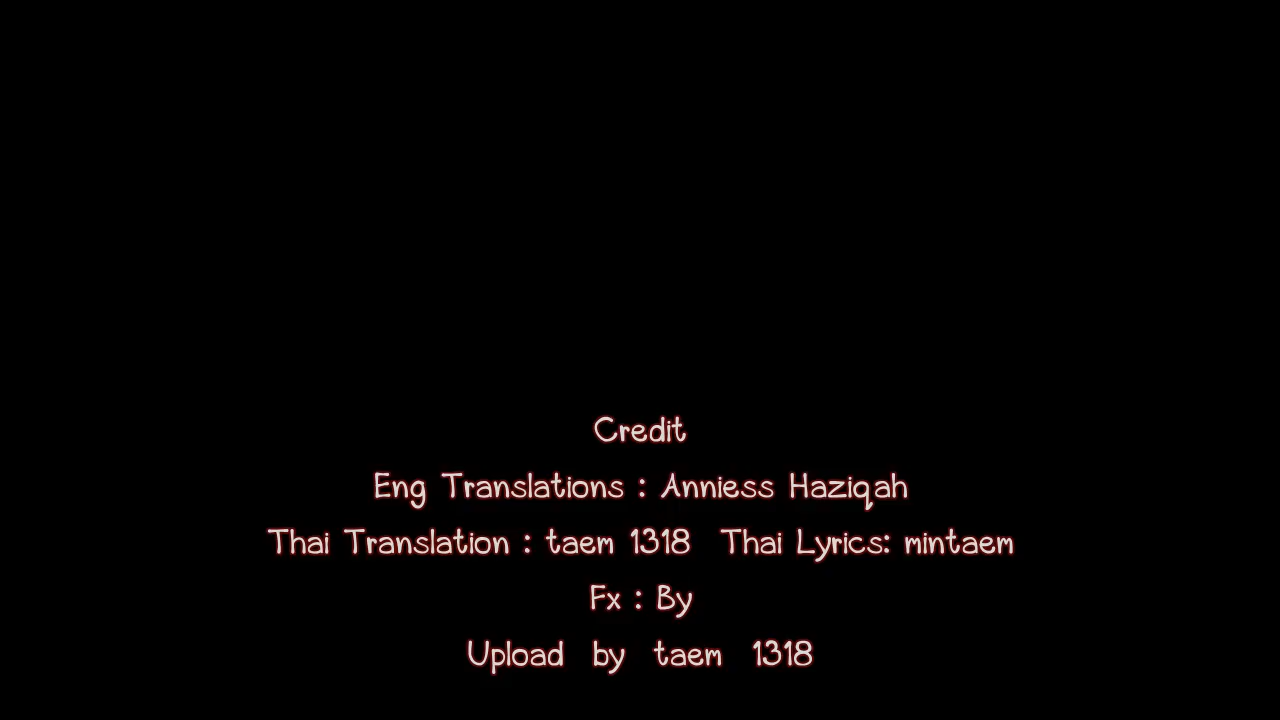 Credit
Eng Translations : Anniess Haziqah
Thai Translation : taem 1318  Thai Lyrics: mintaem
Fx : By
Upload  by  taem  1318